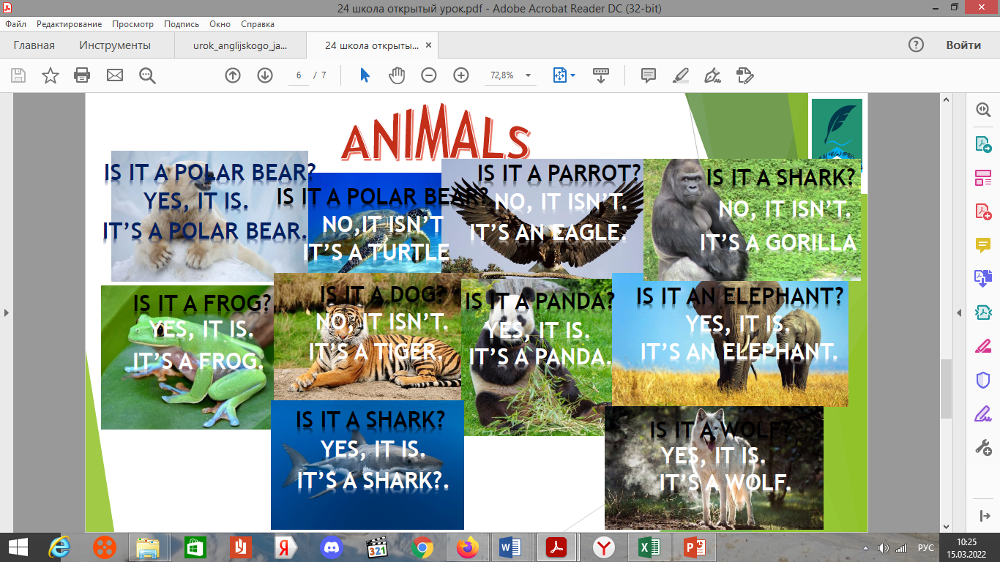 24 школа открытый урок.pdf - Adobe Acrobat Reader DC (32-bit)
Файл Редактирование Просмотр Подпись Окно Справка
Главная Инструменты urok_anglijskogo_ja... 24 школа открыты... × Войти
6 / 7 72,8%
ANIMALS
IS IT A POLAR BEAR?
YES, IT IS.
IT'S A POLAR BEAR.
IS IT A POLAR BEAR?
NO,IT ISN'T
IT'S A TURTLE
IS IT A PARROT?
NO, IT ISN'T.
IT'S AN EAGLE.
IS IT A SHARK?
NO, IT ISN'T.
IT'S A GORILLA
IS IT A FROG?
YES, IT IS.
IT'S A FROG.
IS IT A DOG?
NO, IT ISN'T.
IT'S A TIGER.
IS IT A PANDA?
YES, IT IS.
IT'S A PANDA.
IS IT AN ELEPHANT?
YES, IT IS.
IT'S AN ELEPHANT.
IS IT A SHARK?
YES, IT IS.
IT'S A SHARK?.
IS IT A WOLF?
YES, IT IS.
IT'S A WOLF.
321
РУС
10:25
15.03.2022